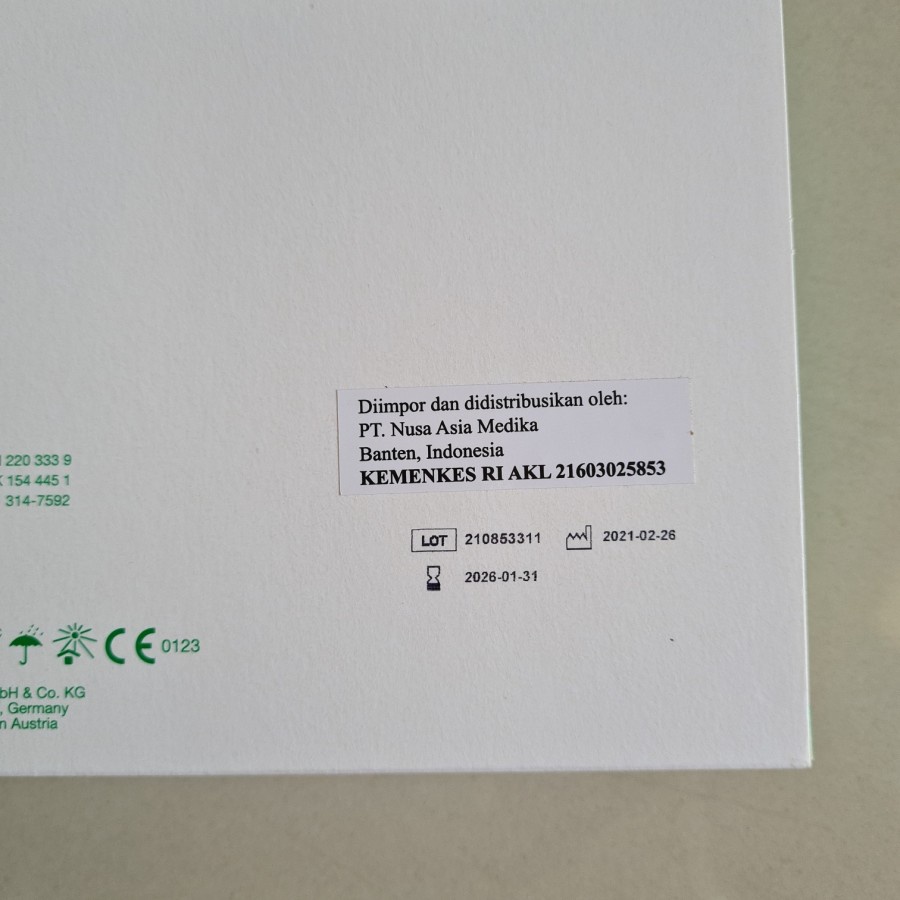 Diimpor dan didistribusikan oleh:
PT. Nusa Asia Medika
Banten, Indonesia
KEMENKES RI AKL 21603025853
220 333 9
154 445 1
314-7592
LOT 210853311 2021-02-26
2026-01-31
CE 0123
bH & Co. KG
, Germany
n Austria